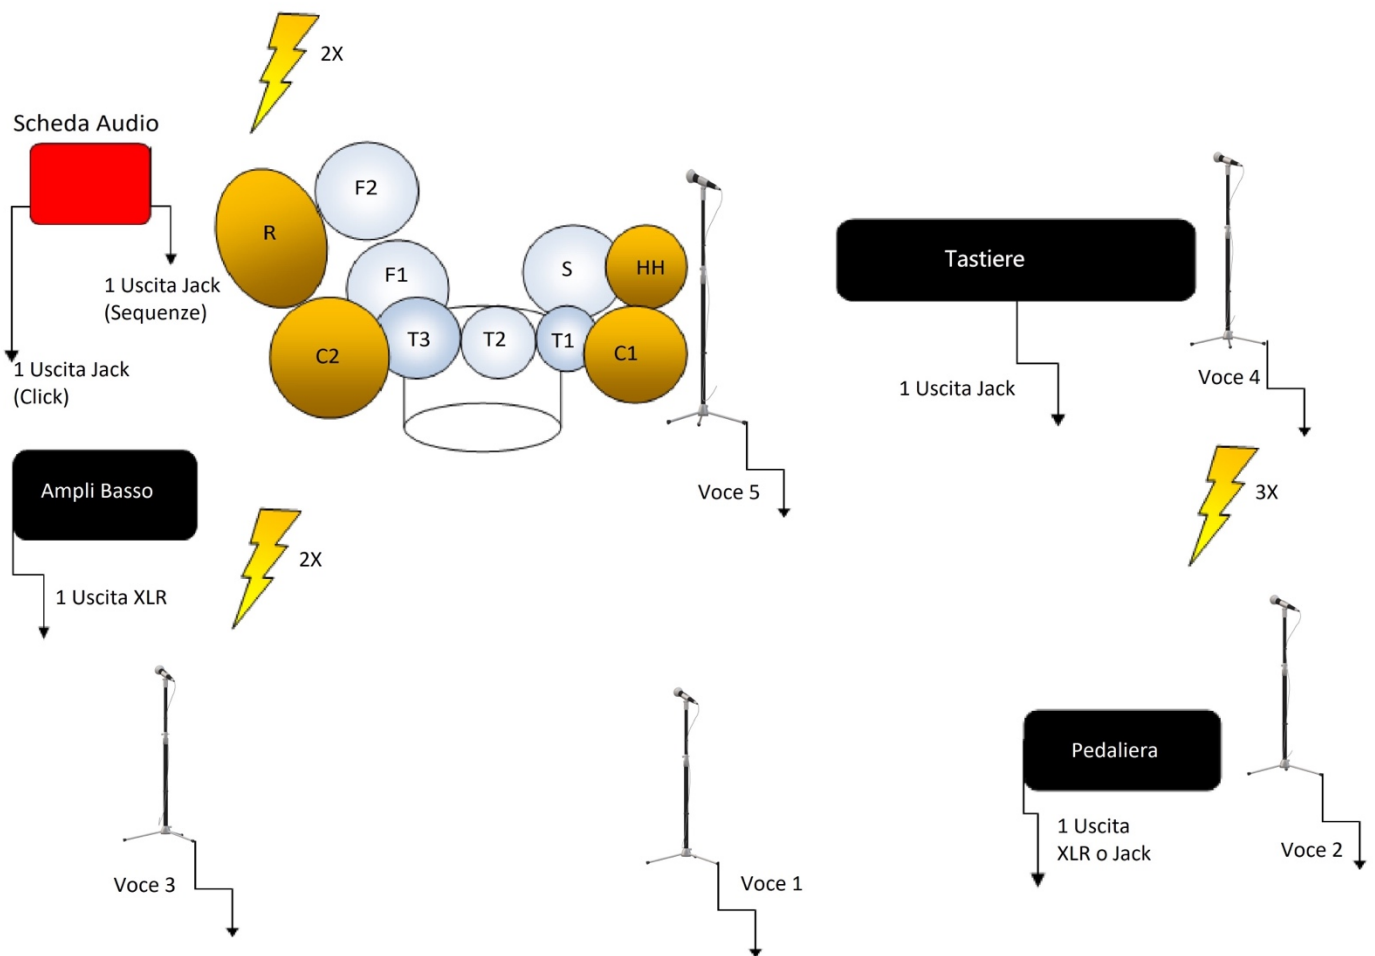 2X
Scheda Audio
F2
R
F1
S
HH
1 Uscita Jack
(Sequenze)
T3
T2
T1
C2
C1
1 Uscita Jack
(Click)
Tastiere
1 Uscita Jack
Voce 4
Ampli Basso
Voce 5
3X
2X
1 Uscita XLR
Pedaliera
1 Uscita
XLR o Jack
Voce 2
Voce 3
Voce 1